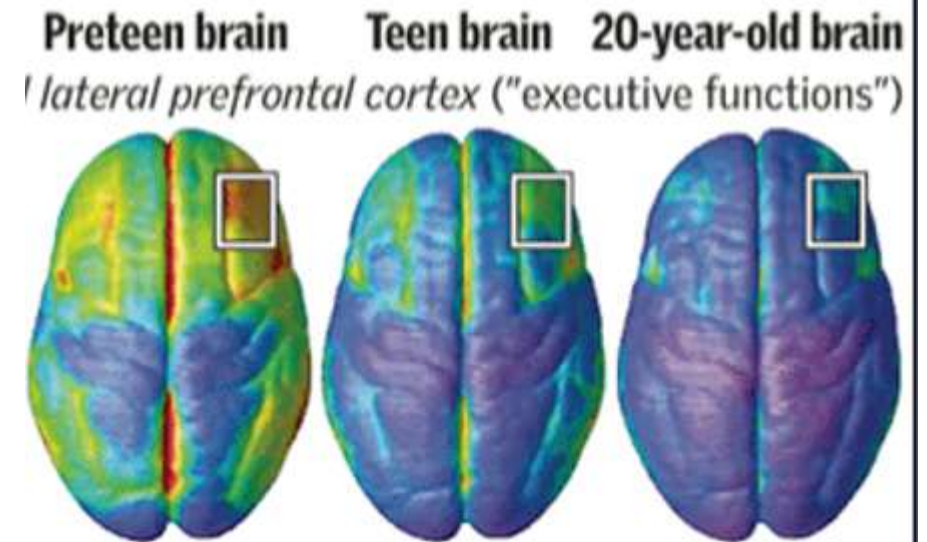 Preteen brain Teen brain 20-year-old brain
lateral prefrontal cortex ("executive functions")